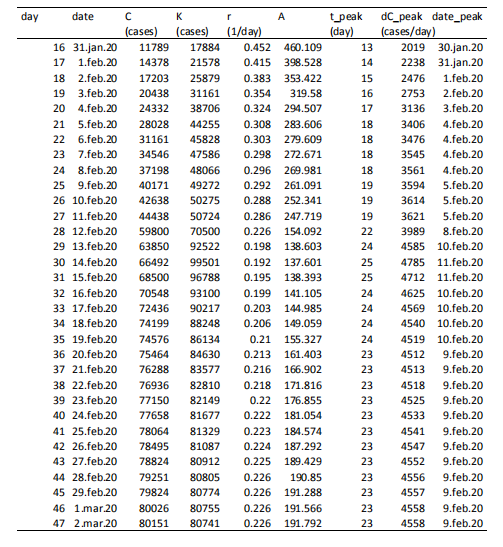 day date C K r A t_peak dC_peak date_peak
(cases) (cases) (1/day) (day) (cases/day)
16 31.jan.20 11789 17884 0.452 460.109 13 2019 30.jan.20
17 1.feb.20 14378 21578 0.415 398.528 14 2238 31.jan.20
18 2.feb.20 17203 25879 0.383 353.422 15 2476 1.feb.20
19 3.feb.20 20438 31161 0.354 319.58 16 2753 2.feb.20
20 4.feb.20 24332 38706 0.324 294.507 17 3136 3.feb.20
21 5.feb.20 28028 44255 0.308 283.606 18 3406 4.feb.20
22 6.feb.20 31161 45828 0.303 279.609 18 3476 4.feb.20
23 7.feb.20 34546 47586 0.298 272.671 18 3545 4.feb.20
24 8.feb.20 37198 48066 0.296 269.981 18 3561 4.feb.20
25 9.feb.20 40171 49272 0.292 261.091 19 3594 5.feb.20
26 10.feb.20 42638 50275 0.288 252.341 19 3614 5.feb.20
27 11.feb.20 44438 50724 0.286 247.719 19 3621 5.feb.20
28 12.feb.20 59800 70500 0.226 154.092 22 3989 8.feb.20
29 13.feb.20 63850 92522 0.198 138.603 24 4585 10.feb.20
30 14.feb.20 66492 99501 0.192 137.601 25 4785 11.feb.20
31 15.feb.20 68500 96788 0.195 138.393 25 4712 11.feb.20
32 16.feb.20 70548 93100 0.199 141.105 24 4625 10.feb.20
33 17.feb.20 72436 90217 0.203 144.985 24 4569 10.feb.20
34 18.feb.20 74199 88248 0.206 149.059 24 4540 10.feb.20
35 19.feb.20 74576 86134 0.21 155.327 24 4519 10.feb.20
36 20.feb.20 75464 84630 0.213 161.403 23 4512 9.feb.20
37 21.feb.20 76288 83577 0.216 166.902 23 4513 9.feb.20
38 22.feb.20 76936 82810 0.218 171.816 23 4518 9.feb.20
39 23.feb.20 77150 82149 0.22 176.855 23 4525 9.feb.20
40 24.feb.20 77658 81677 0.222 181.054 23 4533 9.feb.20
41 25.feb.20 78064 81329 0.223 184.574 23 4541 9.feb.20
42 26.feb.20 78495 81087 0.224 187.292 23 4547 9.feb.20
43 27.feb.20 78824 80912 0.225 189.429 23 4552 9.feb.20
44 28.feb.20 79251 80805 0.226 190.85 23 4556 9.feb.20
45 29.feb.20 79824 80774 0.226 191.288 23 4557 9.feb.20
46 1.mar.20 80026 80755 0.226 191.566 23 4558 9.feb.20
47 2.mar.20 80151 80741 0.226 191.792 23 4558 9.feb.20